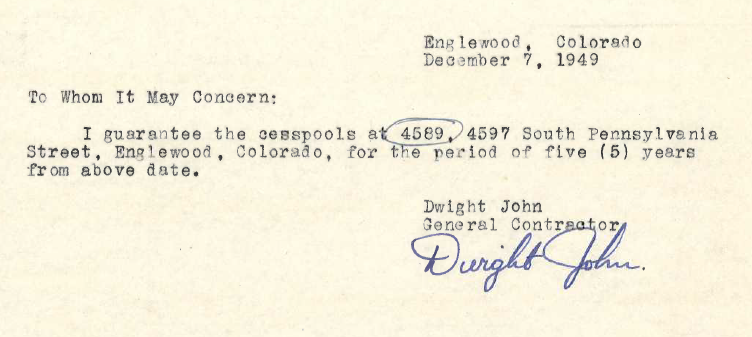 Englewood, Colorado
December 7, 1949
To Whom It May Concern:
I guarantee the cesspools at 4589, 4597 South Pennsylvania
Street, Englewood, Colorado, for the period of five (5) years
from above date.
Dwight John
General Contractor
Dwight John.